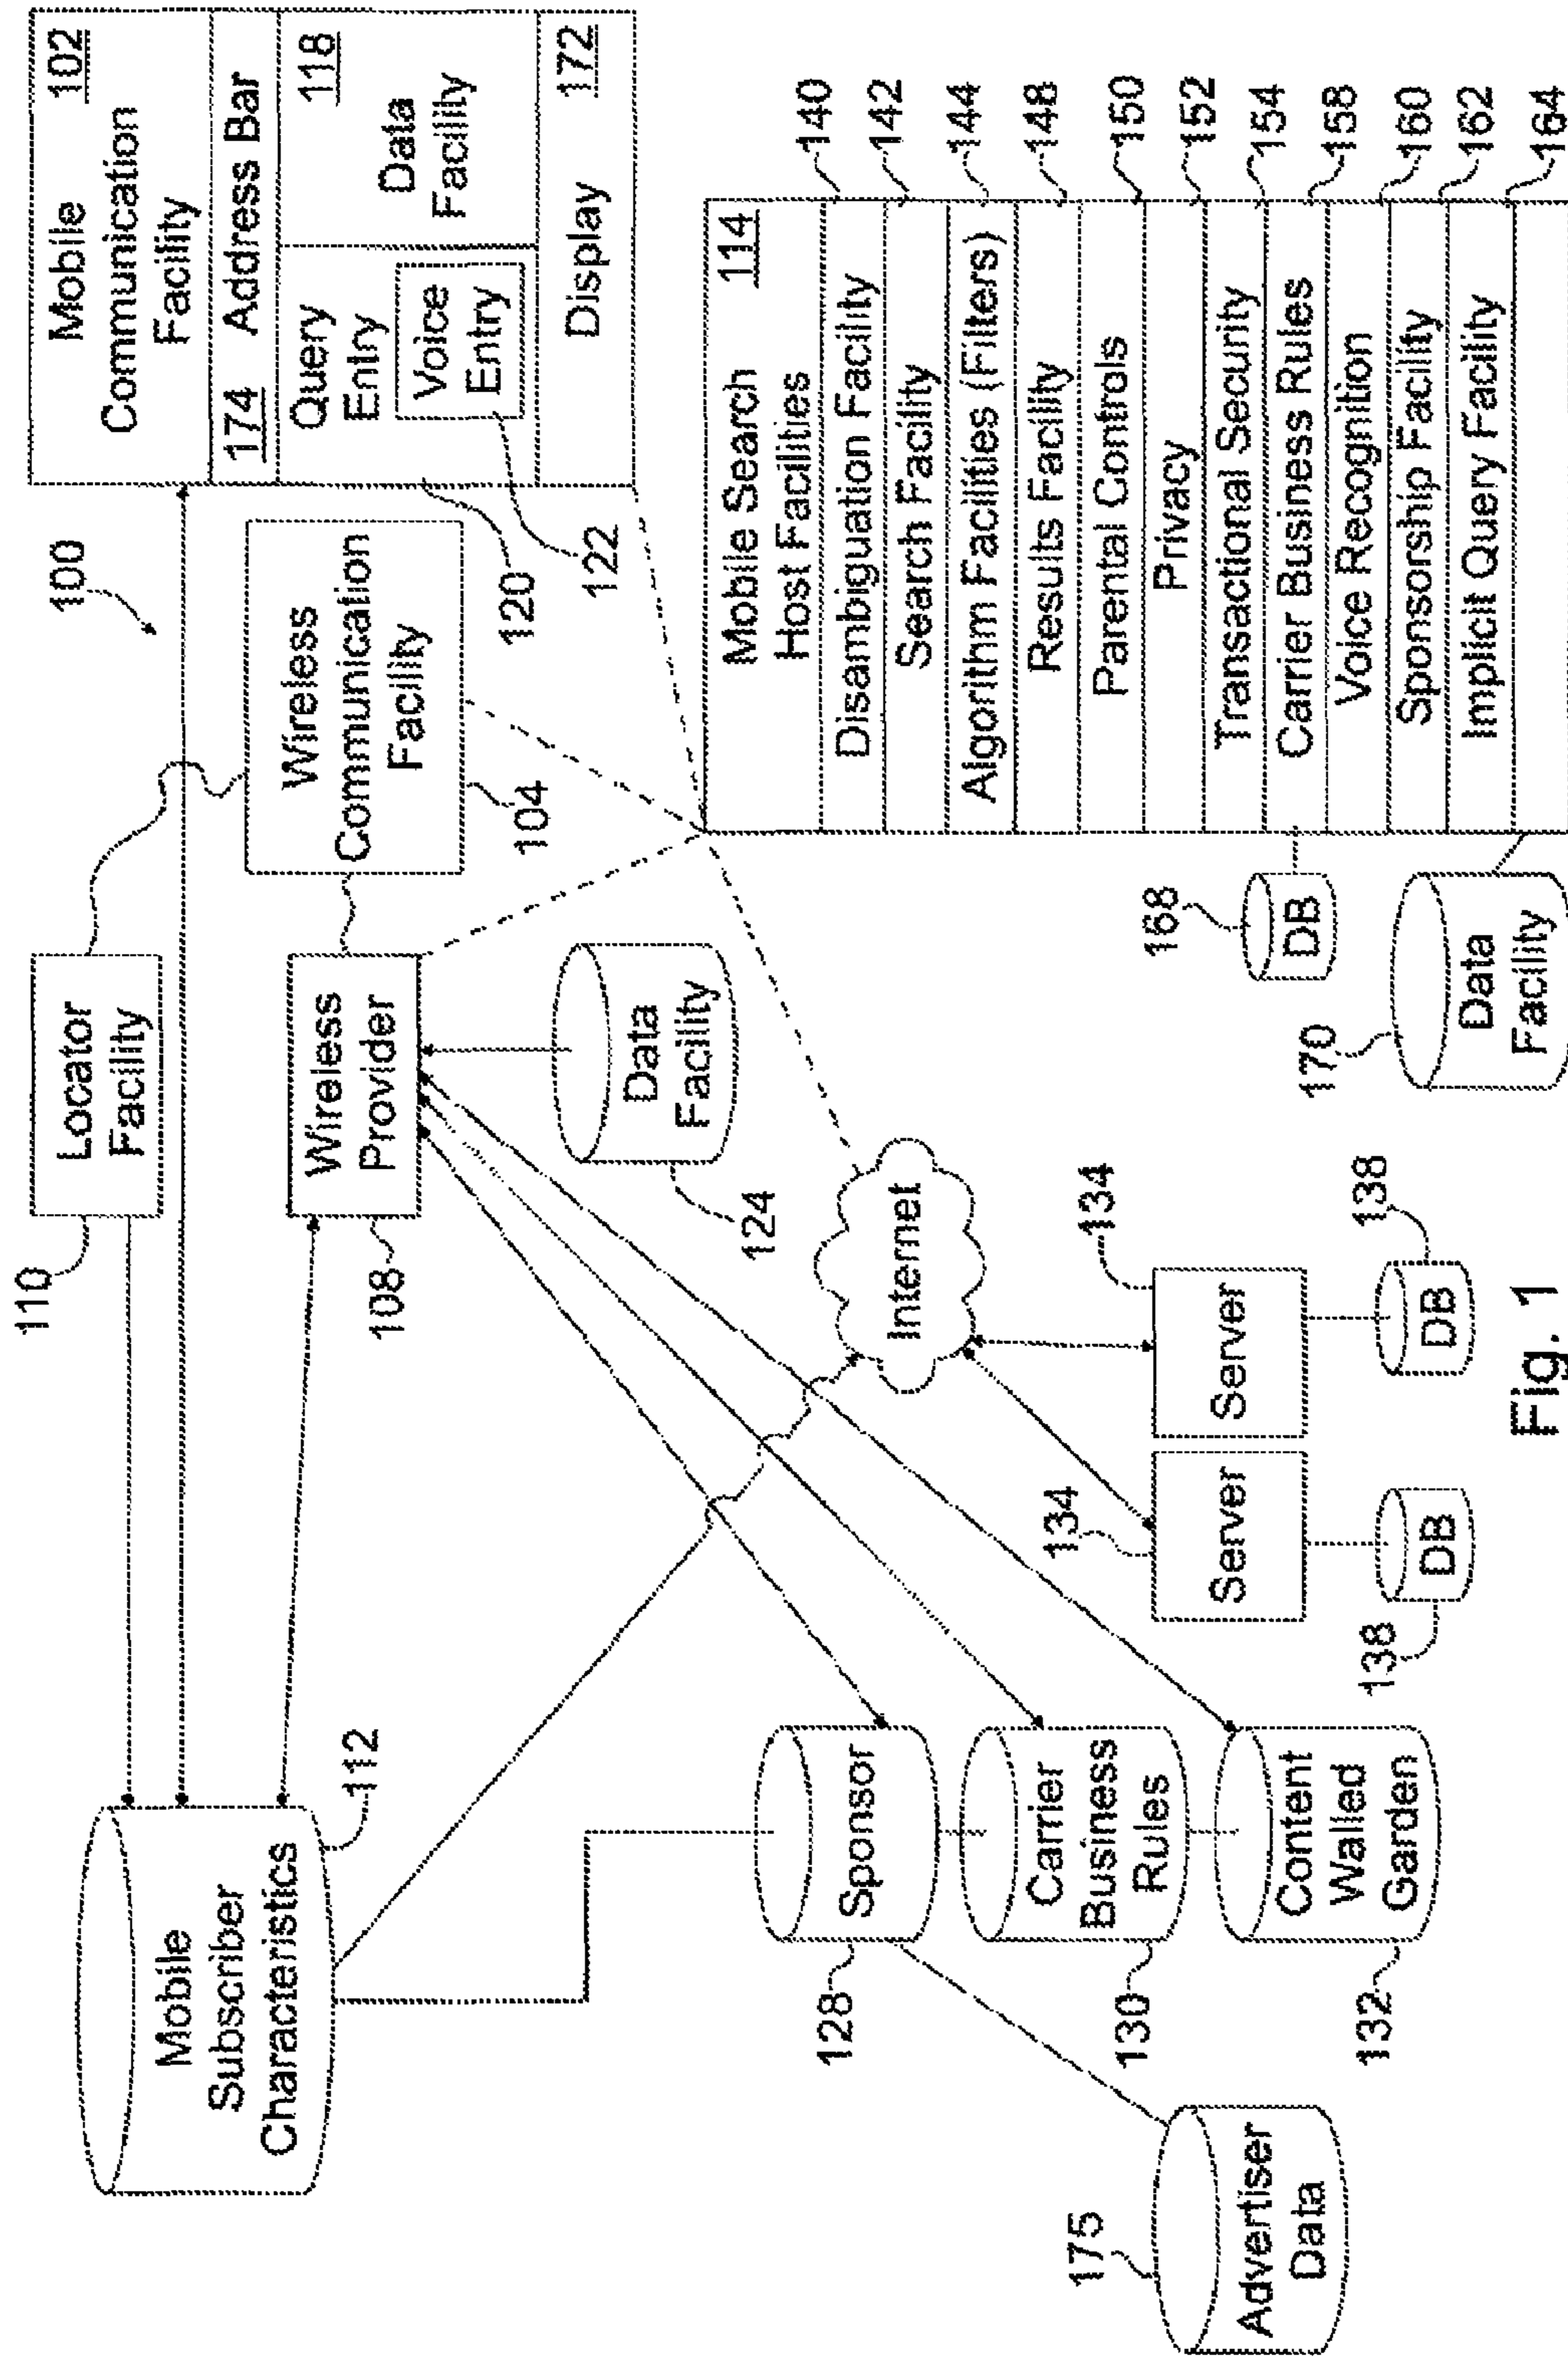 100
110
Locator
Facility
Mobile
Subscriber
Characteristics
112
Wireless
Provider
108
Wireless
Communication
Facility
104
Mobile 102
Communication
Facility
174 Address Bar
Query
Entry
Voice
Entry
118
Data
Facility
Display 172
120
122
Data
Facility
124
Internet
Sponsor
128
Carrier
Business
Rules
130
Content
Walled
Garden
132
175
Advertiser
Data
134
Server
134
Server
138
DB
138
DB
Mobile Search 114
Host Facilities
Disambiguation Facility 140
Search Facility 142
Algorithm Facilities (Filters) 144
Results Facility 148
Parental Controls 150
Privacy 152
Transactional Security 154
Carrier Business Rules 158
Voice Recognition 160
Sponsorship Facility 162
Implicit Query Facility 164
168
DB
170
Data
Facility
Fig. 1